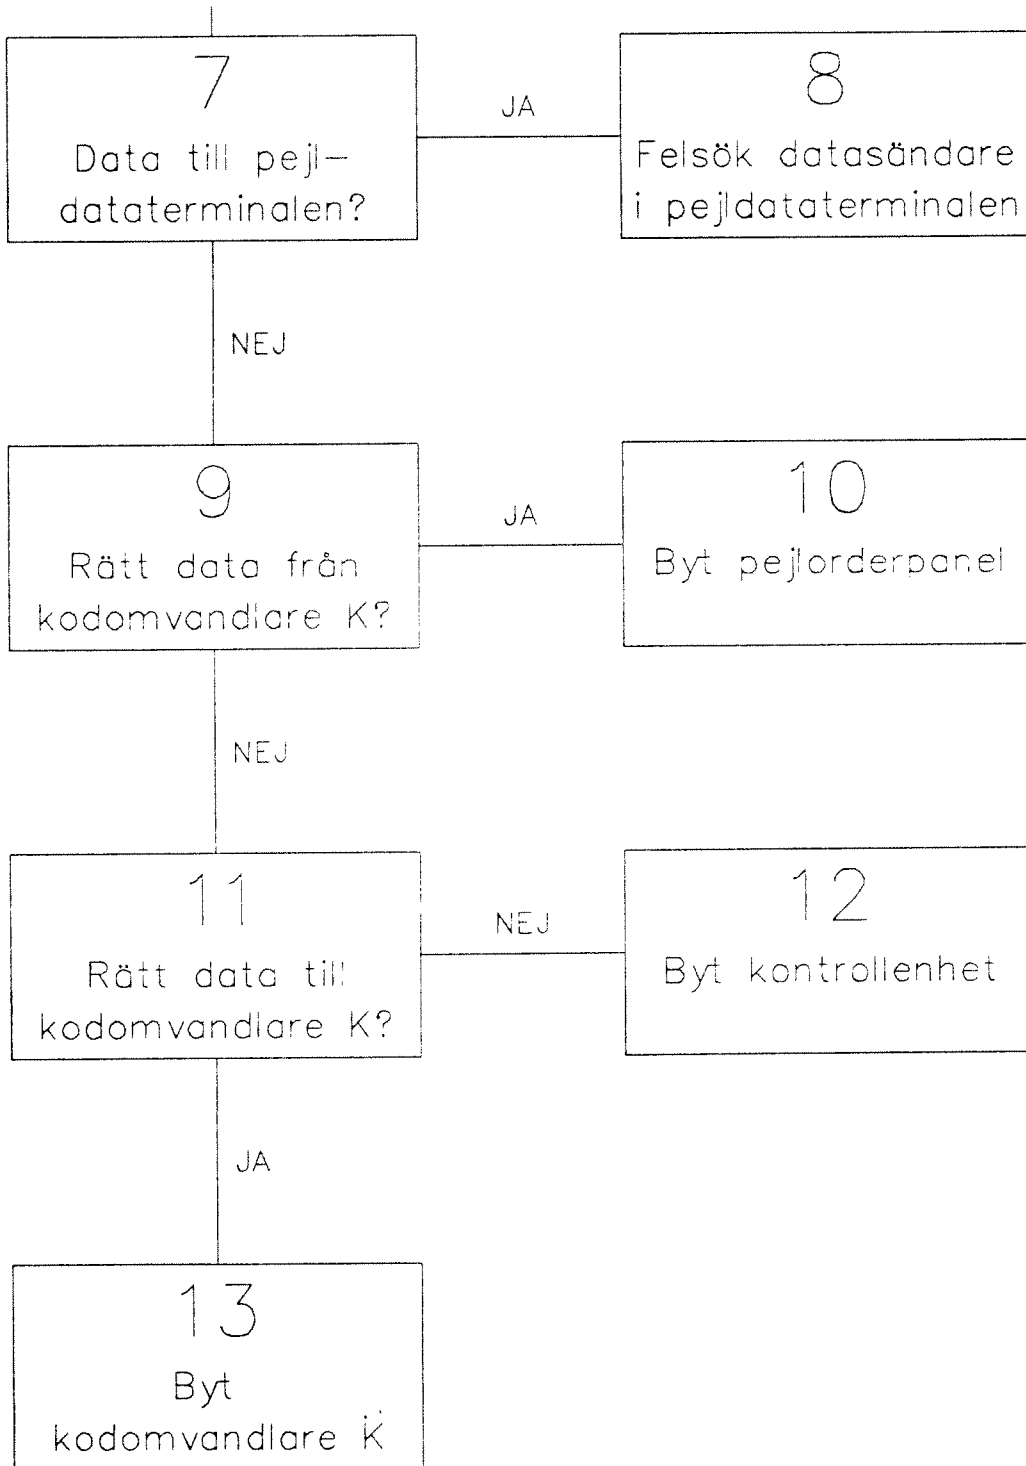 7
Data till pejl-
dataterminalen?
JA
8
Felsök datasändare
i pejldataterminalen
NEJ
9
Rätt data från
kodomvandlare K?
JA
10
Byt pejlorderpanel
NEJ
11
Rätt data till
kodomvandlare K?
NEJ
12
Byt kontrollenhet
JA
13
Byt
kodomvandlare K